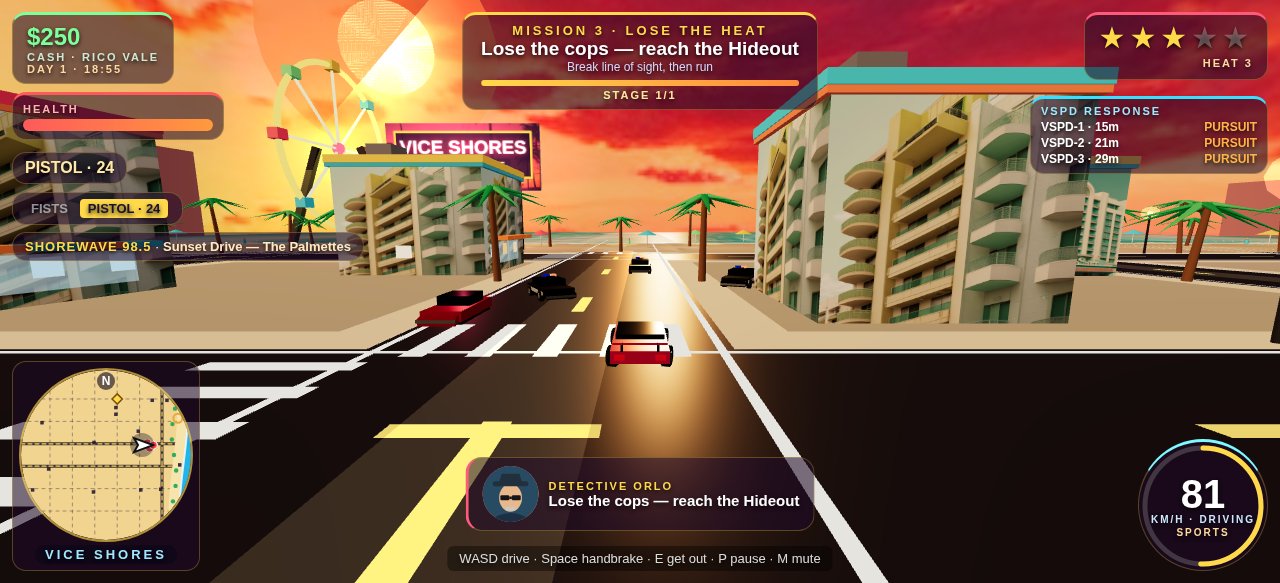 $250
CASH · RICO VALE
DAY 1 · 18:55
HEALTH
PISTOL · 24
FISTS PISTOL · 24
SHOREWAVE 98.5 · Sunset Drive — The Palmettes
MISSION 3 · LOSE THE HEAT
Lose the cops — reach the Hideout
Break line of sight, then run
STAGE 1/1
HEAT 3
VSPD RESPONSE
VSPD-1 · 15m PURSUIT
VSPD-2 · 21m PURSUIT
VSPD-3 · 29m PURSUIT
VICE SHORES
N
VICE SHORES
DETECTIVE ORLO
Lose the cops — reach the Hideout
WASD drive · Space handbrake · E get out · P pause · M mute
81
KM/H · DRIVING
SPORTS